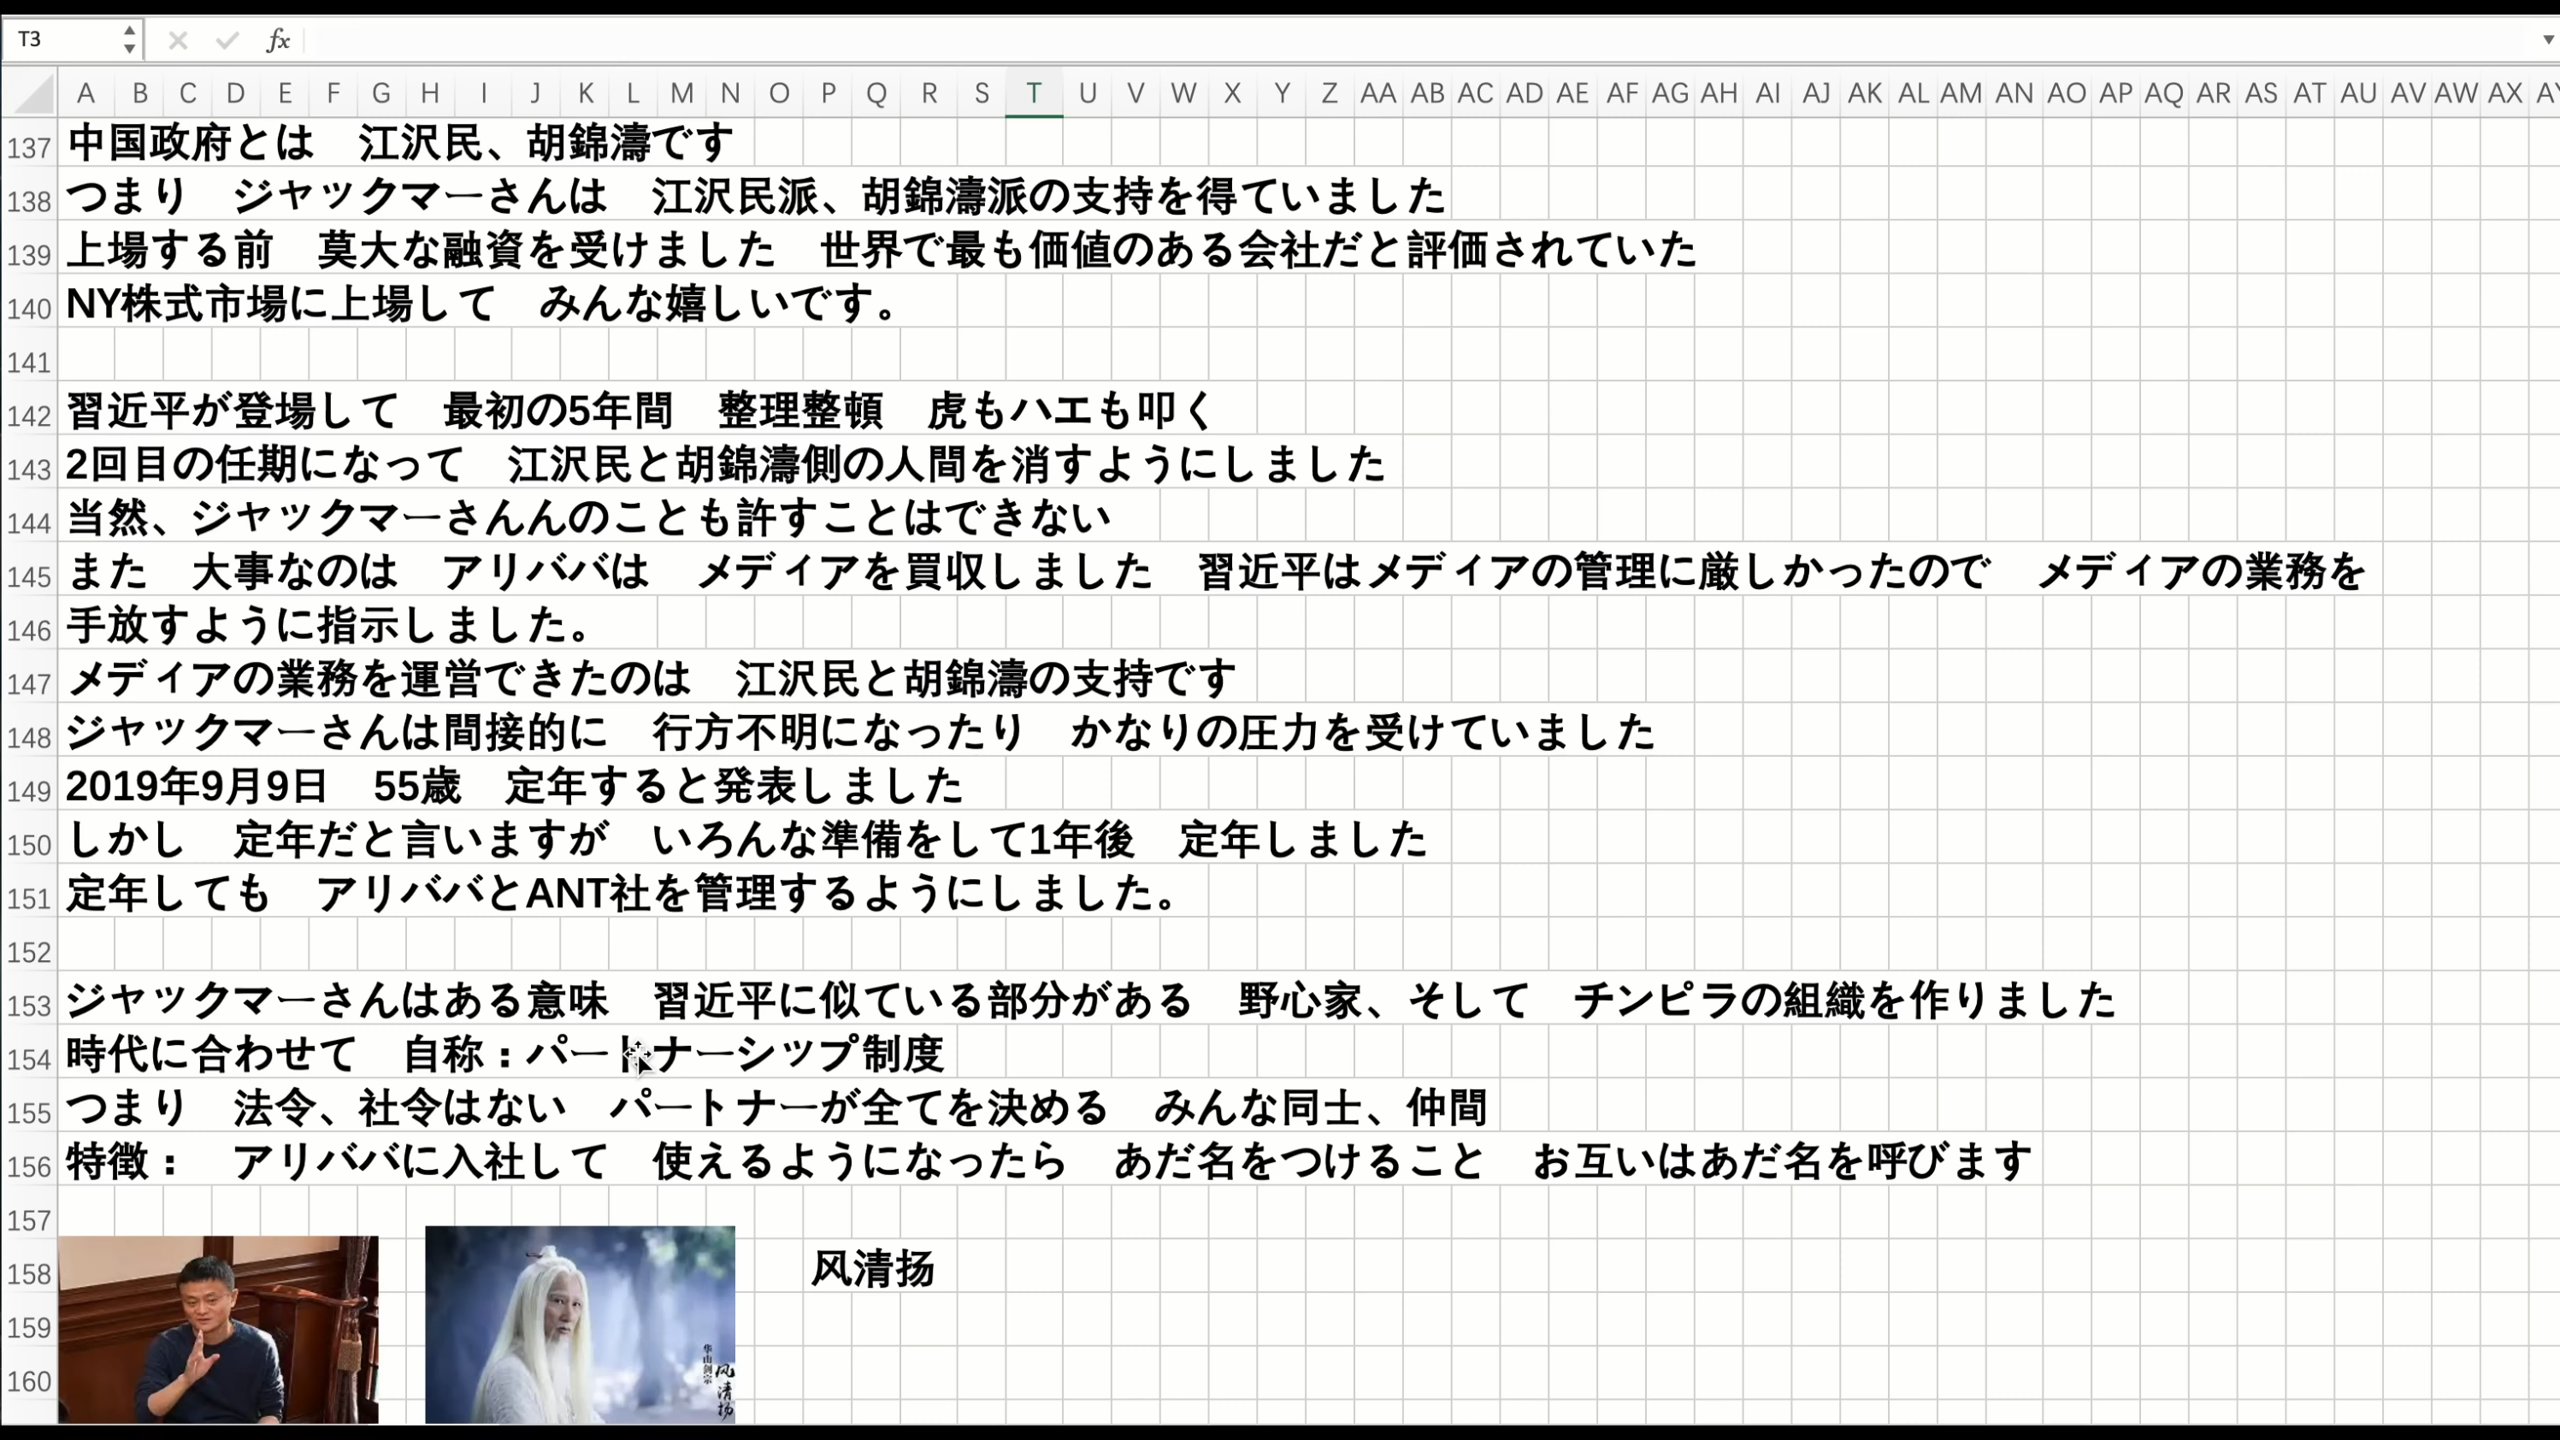 T3
fx
A B C D E F G H I J K L M N O P Q R S T U V W X Y Z AA AB AC AD AE AF AG AH AI AJ AK AL AM AN AO AP AQ AR AS AT AU AV AW AX
137 中国政府とは　江沢民、胡錦濤です
138 つまり　ジャックマーさんは　江沢民派、胡錦濤派の支持を得ていました
139 上場する前　莫大な融資を受けました　世界で最も価値のある会社だと評価されていた
140 NY株式市場に上場して　みんな嬉しいです。
141
142 習近平が登場して　最初の5年間　整理整頓　虎もハエも叩く
143 2回目の任期になって　江沢民と胡錦濤側の人間を消すようにしました
144 当然、ジャックマーさんんのことも許すことはできない
145 また　大事なのは　アリババは　メディアを買収しました　習近平はメディアの管理に厳しかったので　メディアの業務を
146 手放すように指示しました。
147 メディアの業務を運営できたのは　江沢民と胡錦濤の支持です
148 ジャックマーさんは間接的に　行方不明になったり　かなりの圧力を受けていました
149 2019年9月9日　55歳　定年すると発表しました
150 しかし　定年だと言いますが　いろんな準備をして1年後　定年しました
151 定年しても　アリババとANT社を管理するようにしました。
152
153 ジャックマーさんはある意味　習近平に似ている部分がある　野心家、そして　チンピラの組織を作りました
154 時代に合わせて　自称：パートナーシップ制度
155 つまり　法令、社令はない　パートナーが全てを決める　みんな同士、仲間
156 特徴：　アリババに入社して　使えるようになったら　あだ名をつけること　お互いはあだ名を呼びます
157
158 风清扬
159
160
华山剑宗
风清扬